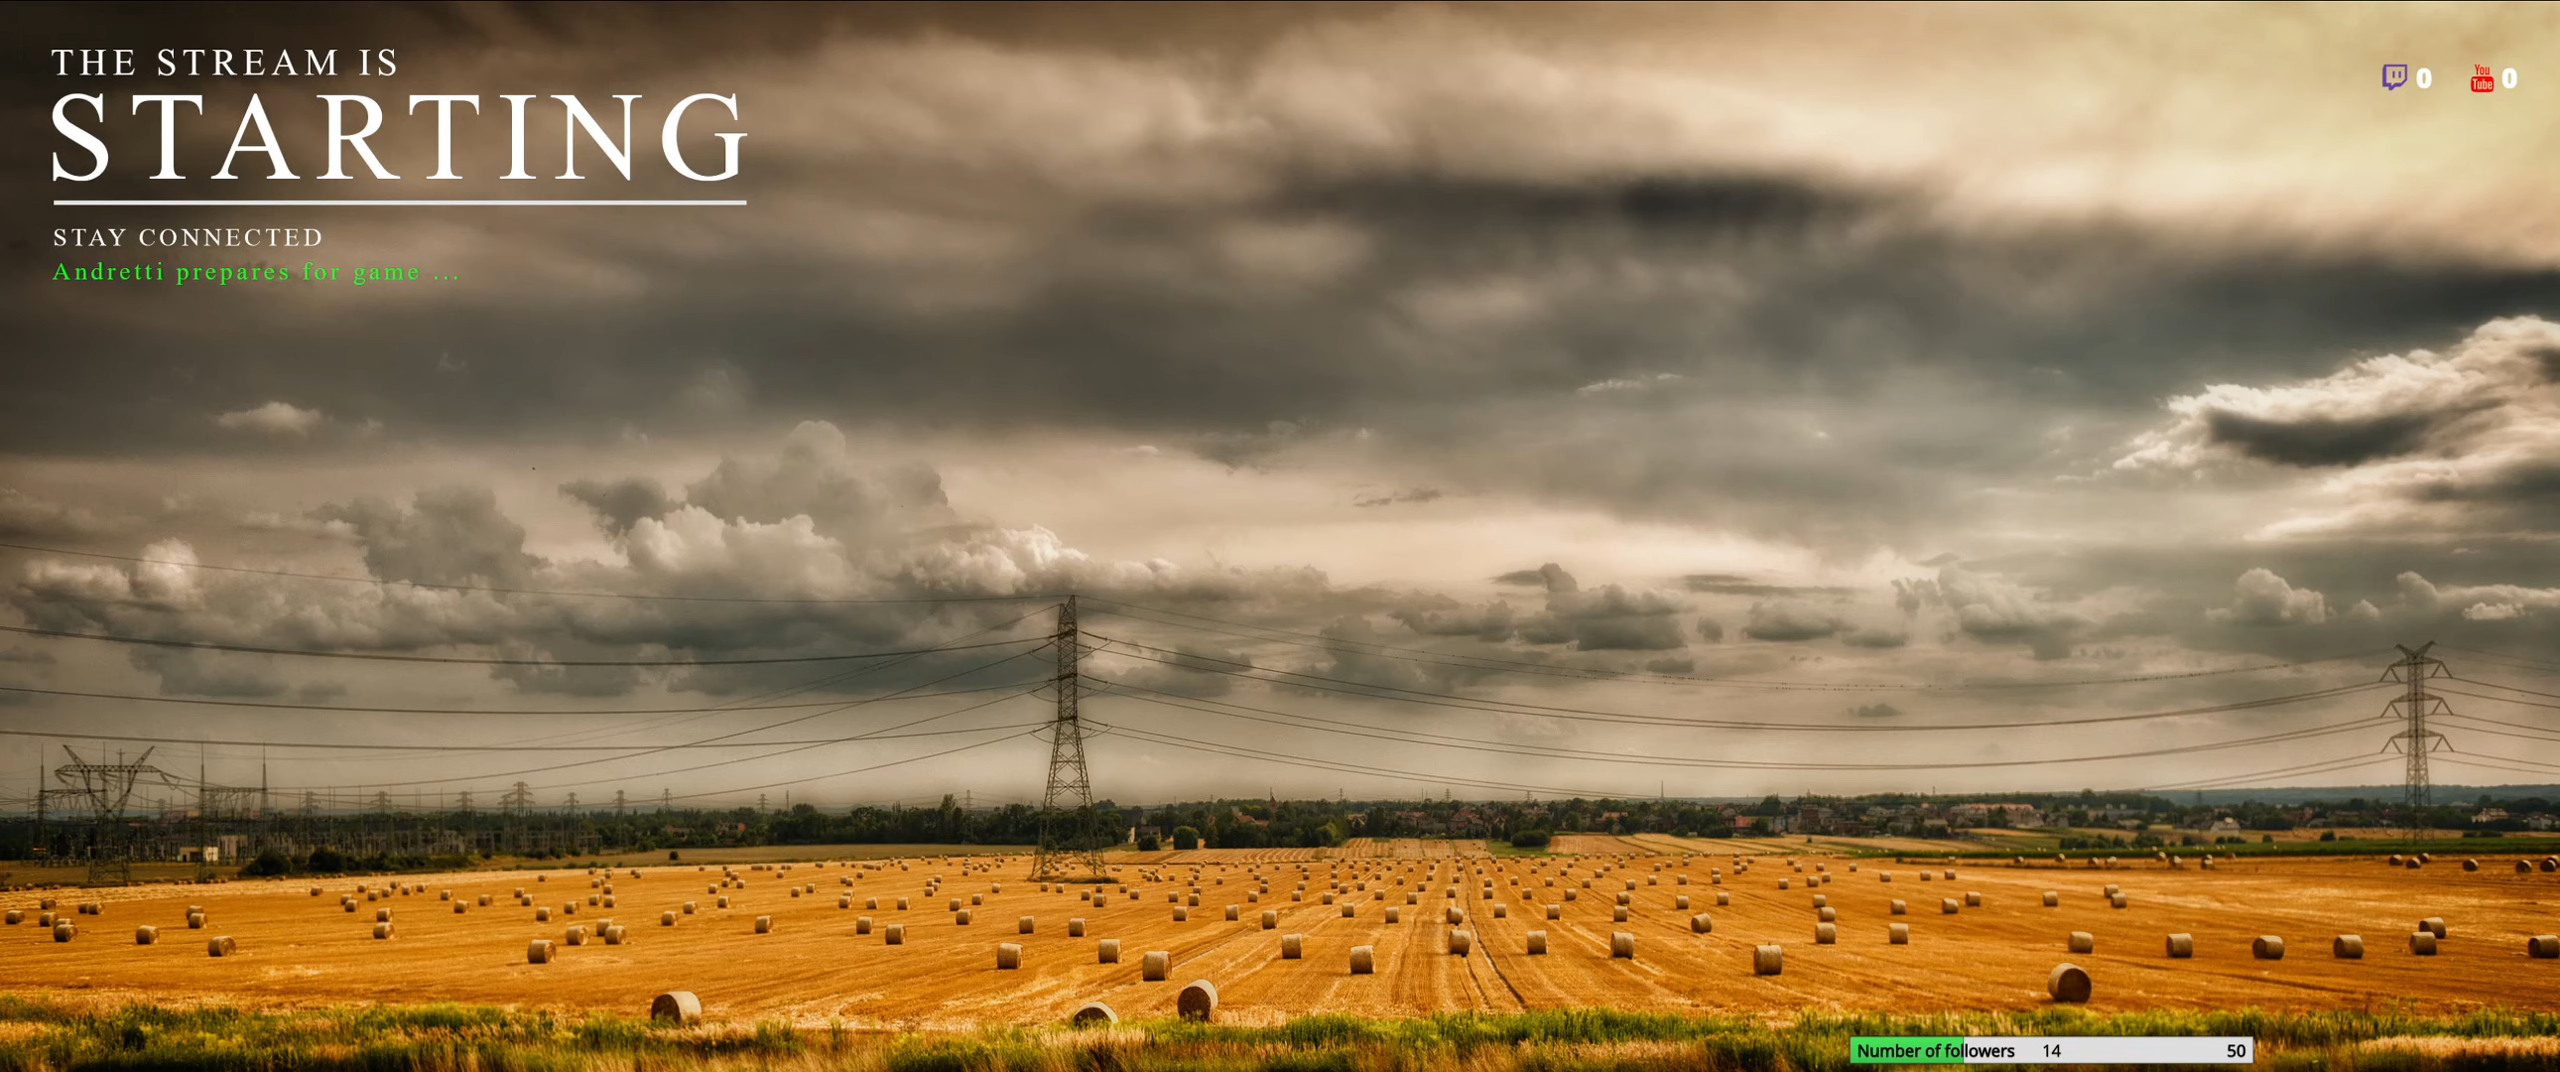 THE STREAM IS
STARTING
STAY CONNECTED
Andretti prepares for game ...
0
You Tube 0
Number of followers 14 50